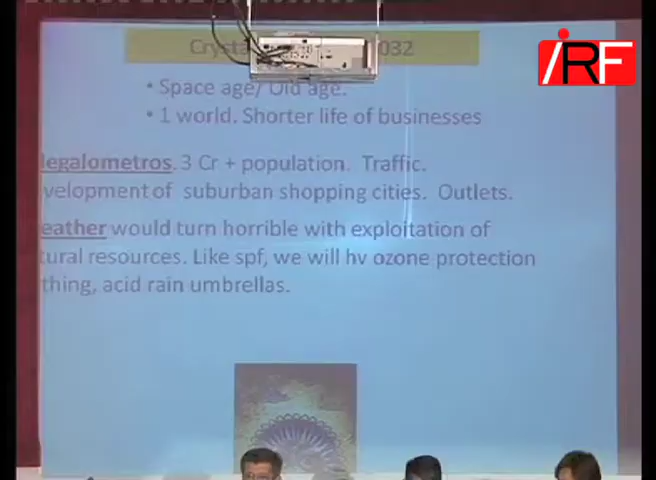 032
• Space age/ Old age.
• 1 world. Shorter life of businesses
legalometros. 3 Cr + population. Traffic.
velopment of suburban shopping cities. Outlets.
eather would turn horrible with exploitation of
tural resources. Like spf, we will hv ozone protection
thing, acid rain umbrellas.
iRF